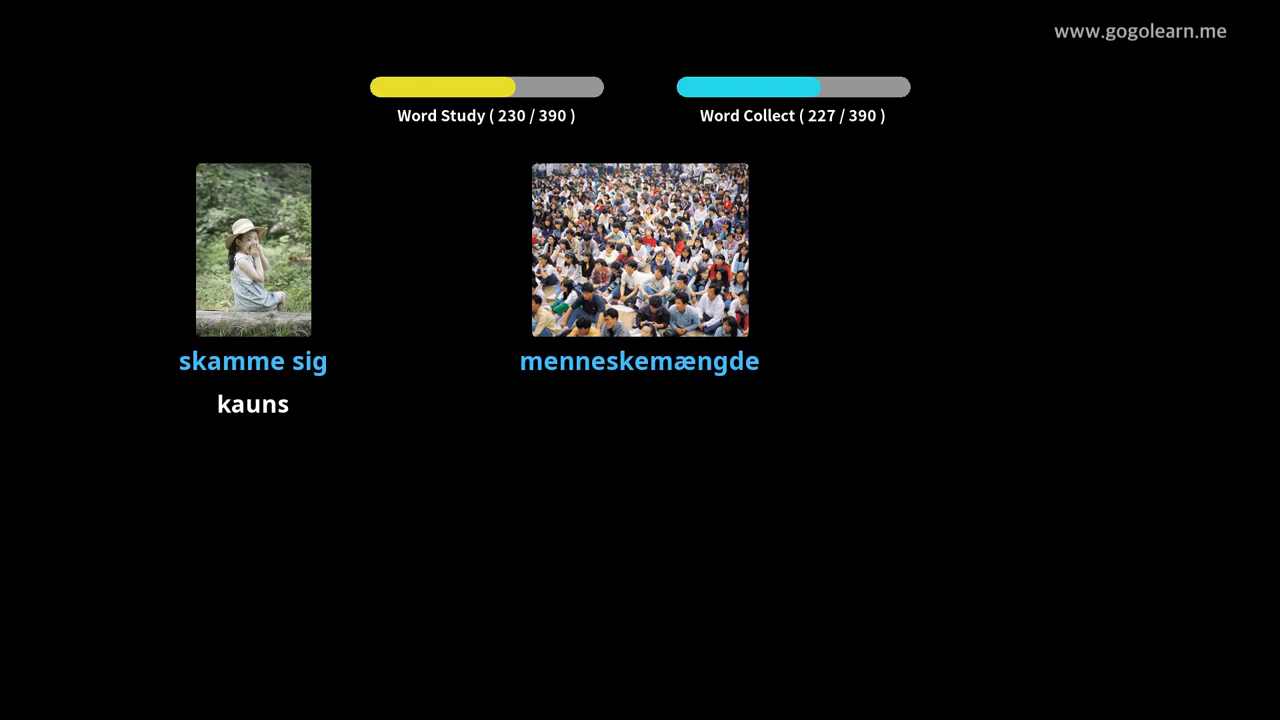 www.gogolearn.me
Word Study ( 230 / 390 )
Word Collect ( 227 / 390 )
skamme sig
menneskemængde
kauns